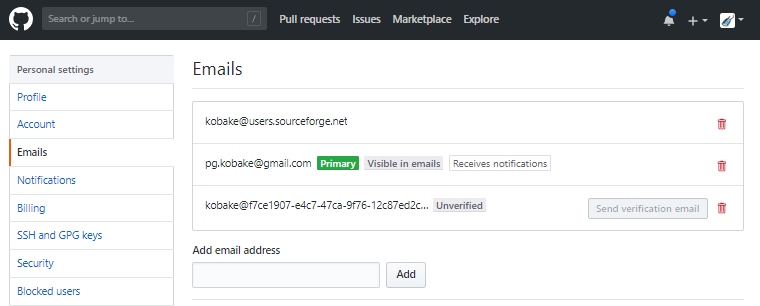 Search or jump to... /
Pull requests Issues Marketplace Explore
Personal settings
Profile
Account
Emails
Notifications
Billing
SSH and GPG keys
Security
Blocked users
Emails
kobake@users.sourceforge.net
pg.kobake@gmail.com Primary Visible in emails Receives notifications
kobake@f7ce1907-e4c7-47ca-9f76-12c87ed2c... Unverified Send verification email
Add email address
Add